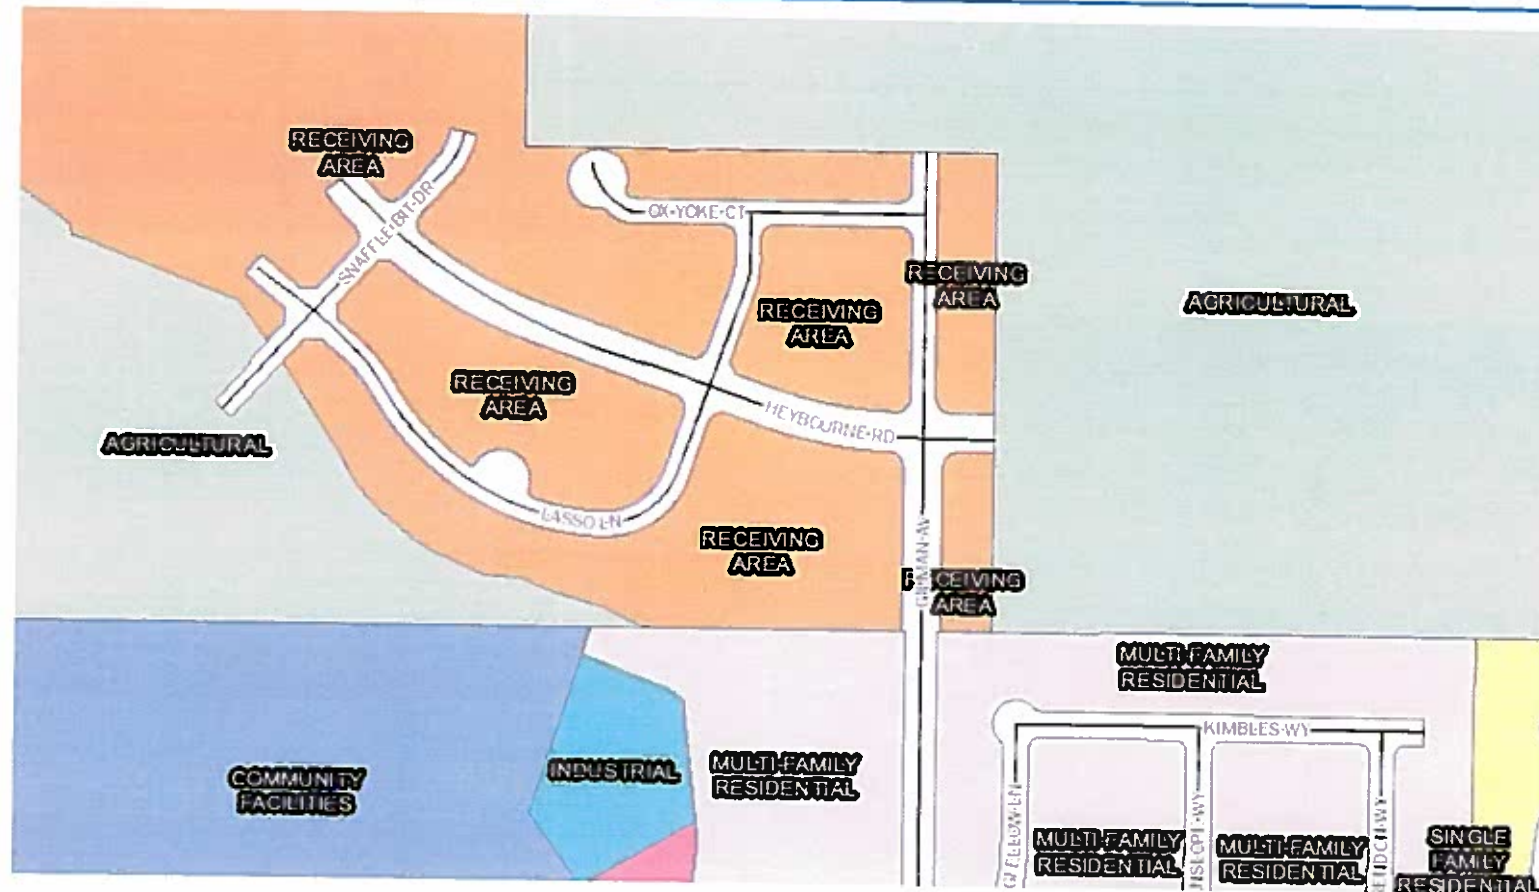 RECEIVING
AREA
SNAFFLE-BIT-DR
OX-YOKE-CT
RECEIVING
AREA
RECEIVING
AREA
AGRICULTURAL
RECEIVING
AREA
HEYBOURNE-RD
AGRICULTURAL
LASSO LN
RECEIVING
AREA
GILMAN-AV
RECEIVING
AREA
MULTI-FAMILY
RESIDENTIAL
KIMBLES-WY
COMMUNITY
FACILITIES
INDUSTRIAL
MULTI-FAMILY
RESIDENTIAL
MULTI-FAMILY
RESIDENTIAL
MULTI-FAMILY
RESIDENTIAL
SINGLE
FAMILY
RESIDENTIAL